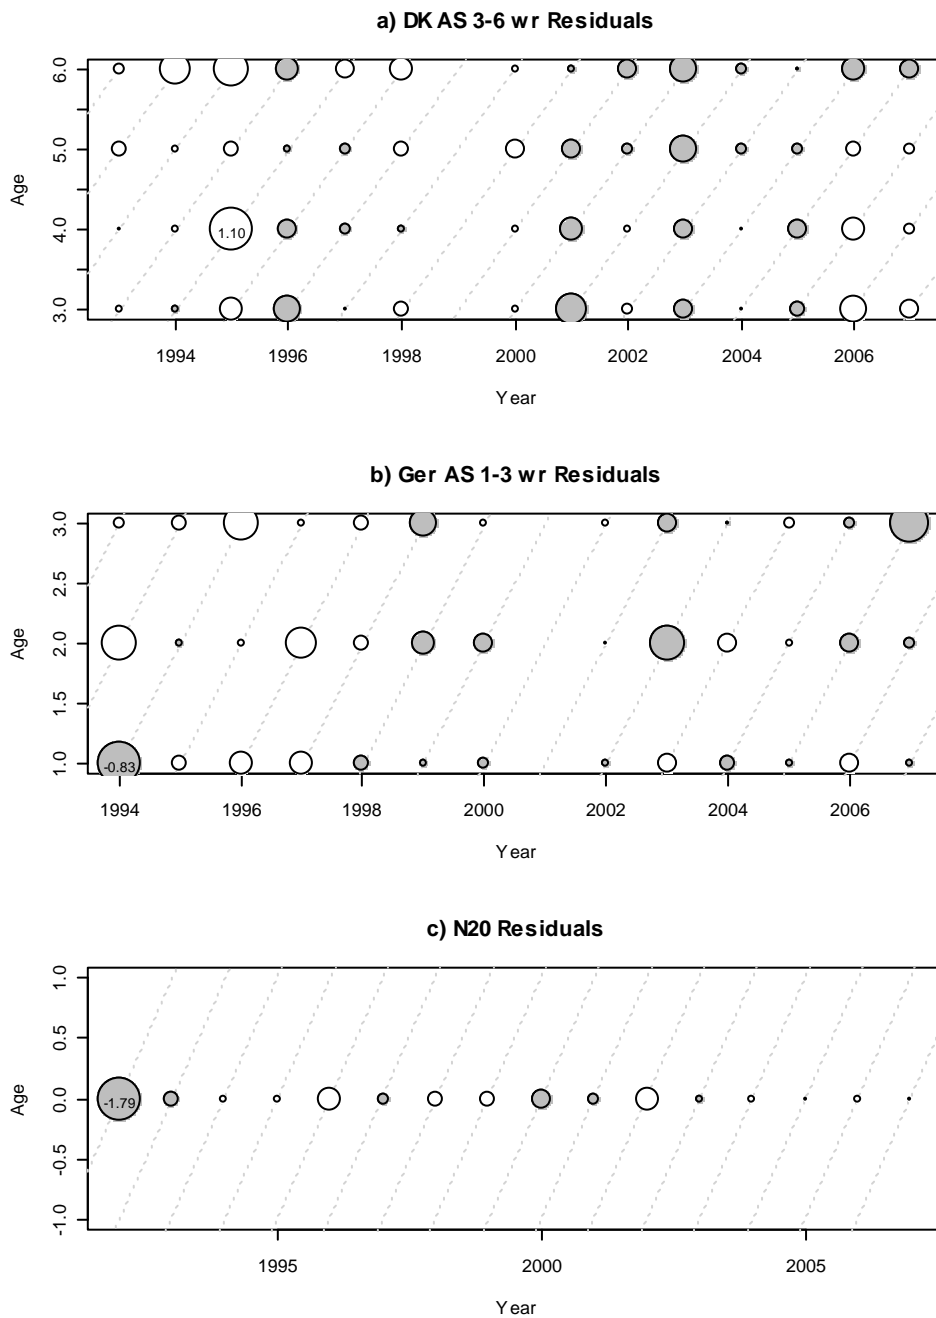 a) DK AS 3-6 wr Residuals
6.0
5.0
4.0
3.0
Age
1.10
1994 1996 1998 2000 2002 2004 2006
Year
b) Ger AS 1-3 wr Residuals
3.0
2.5
2.0
1.5
1.0
Age
-0.83
1994 1996 1998 2000 2002 2004 2006
Year
c) N20 Residuals
1.0
0.5
0.0
-0.5
-1.0
Age
-1.79
1995 2000 2005
Year